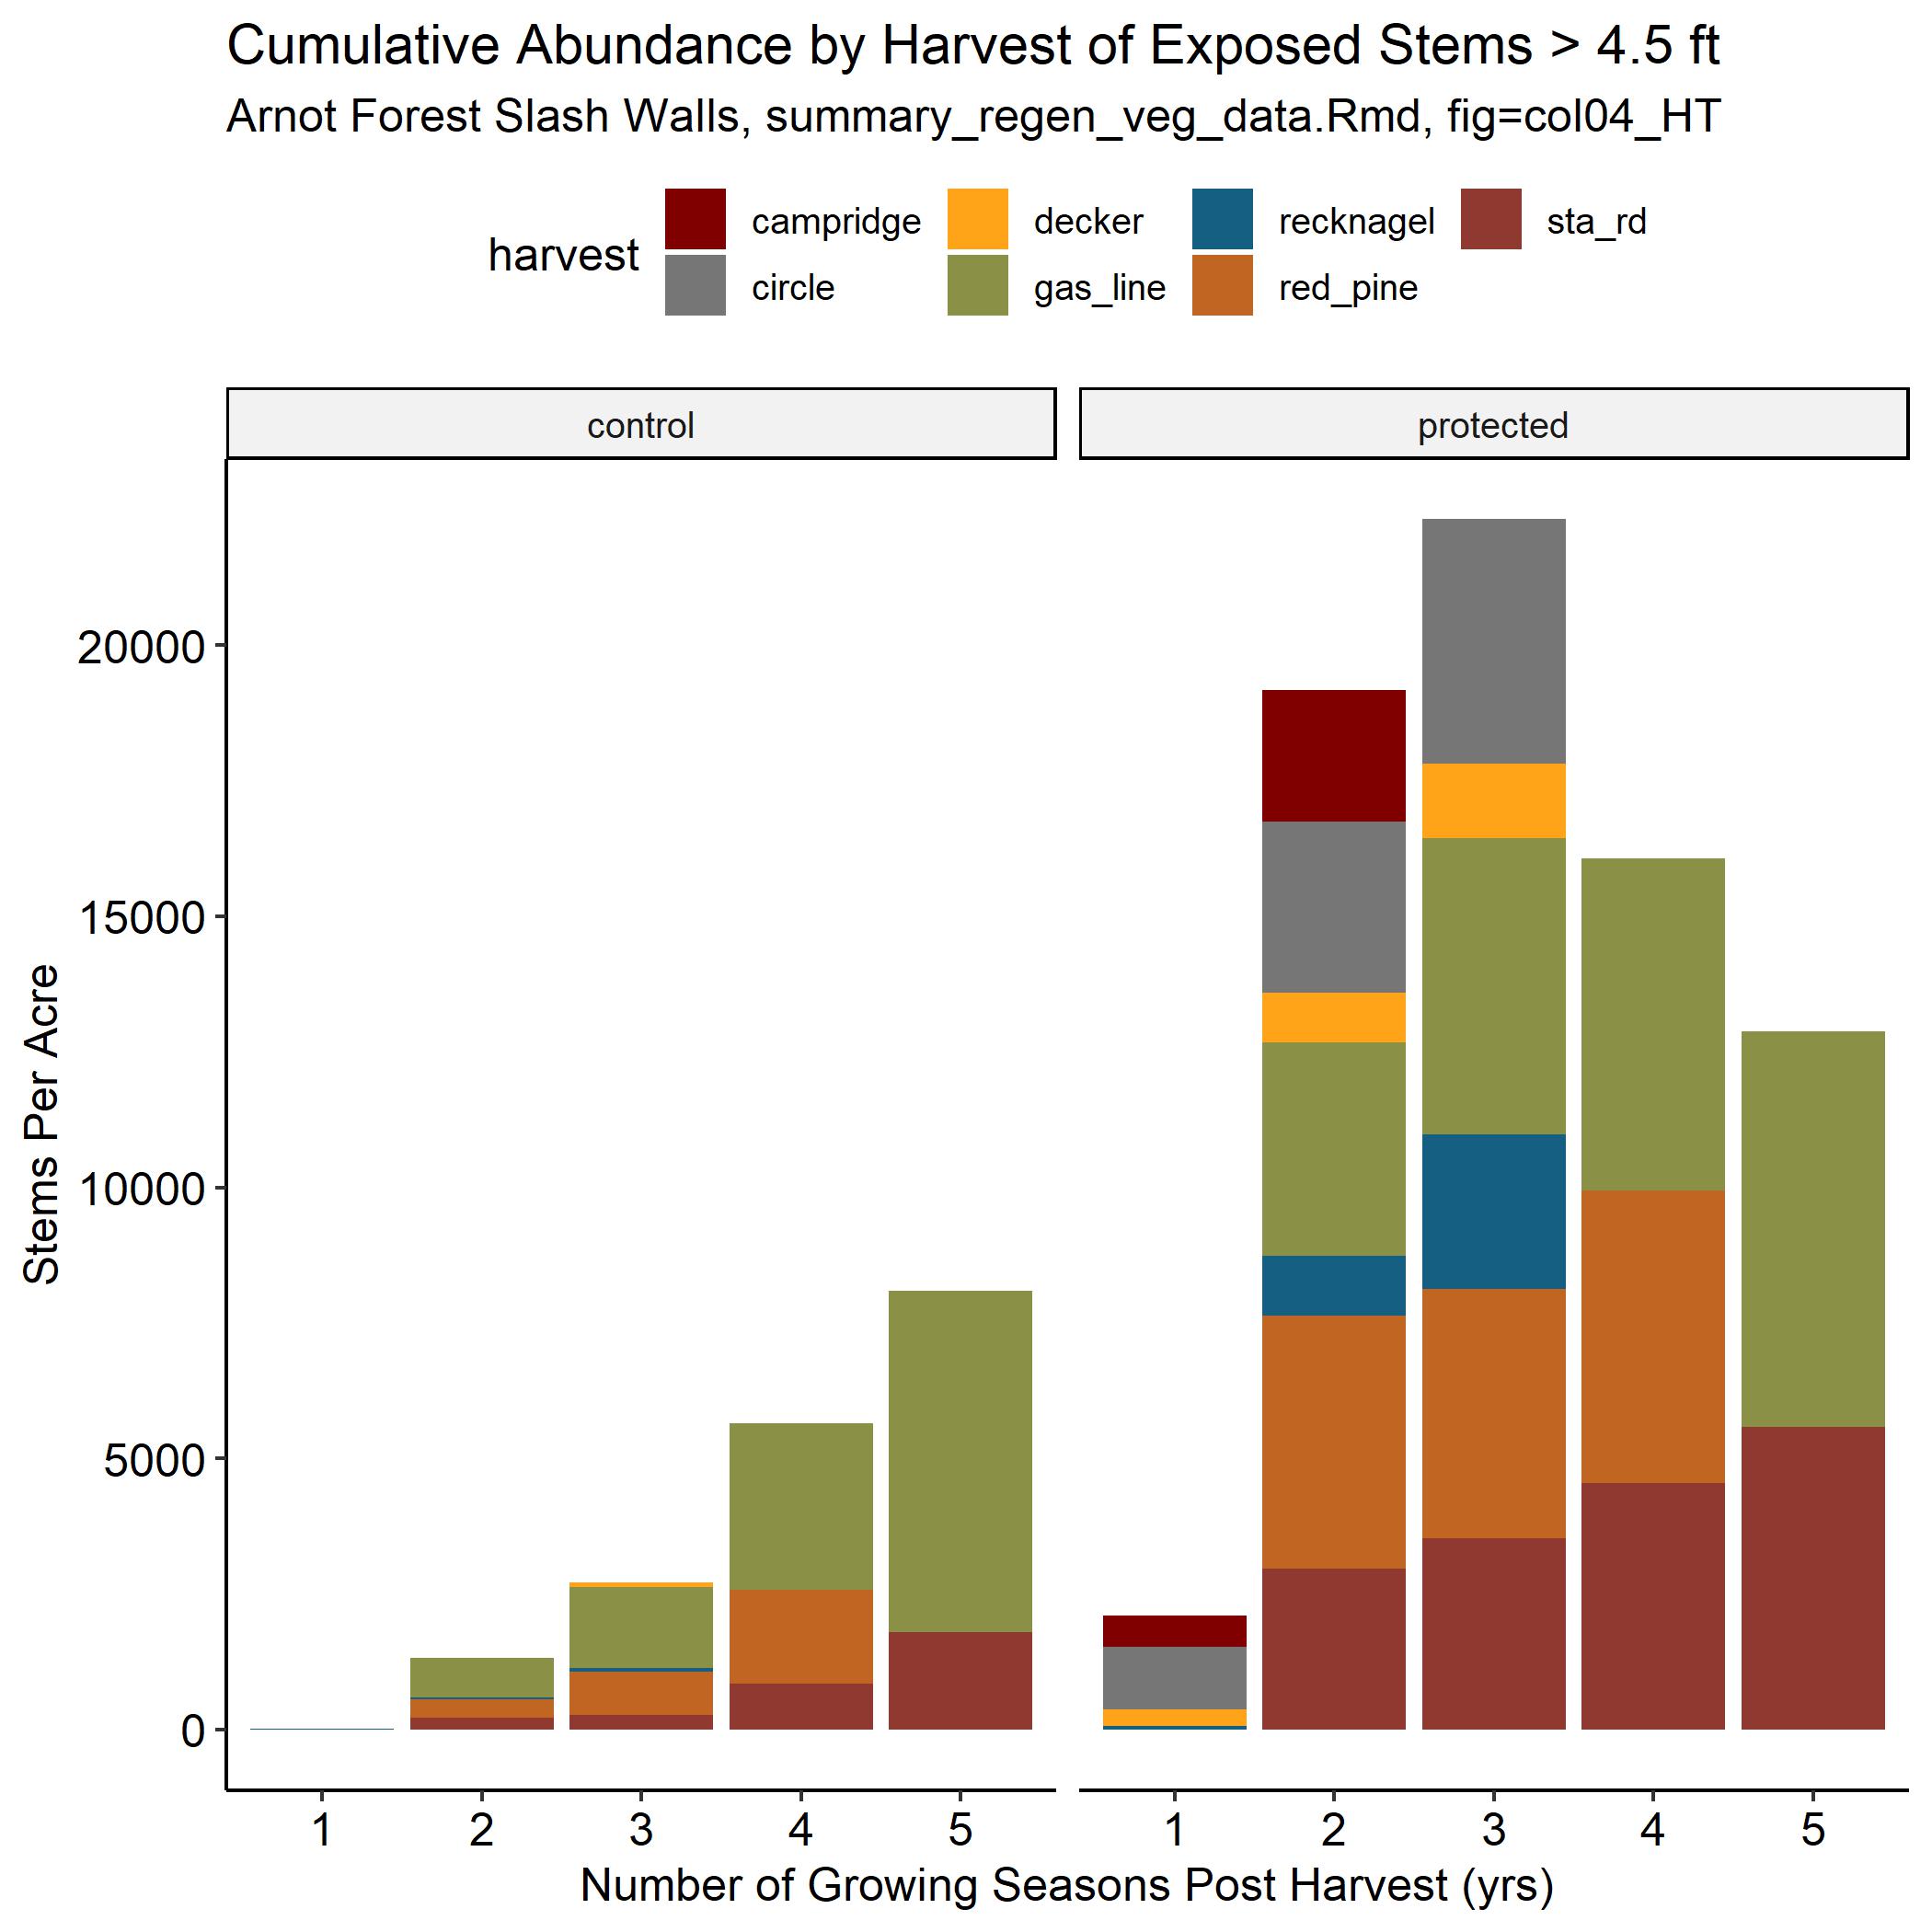 Cumulative Abundance by Harvest of Exposed Stems > 4.5 ft
Arnot Forest Slash Walls, summary_regen_veg_data.Rmd, fig=col04_HT
harvest
campridge
decker
recknagel
sta_rd
circle
gas_line
red_pine
control
protected
Stems Per Acre
20000
15000
10000
5000
0
1 2 3 4 5
1 2 3 4 5
Number of Growing Seasons Post Harvest (yrs)